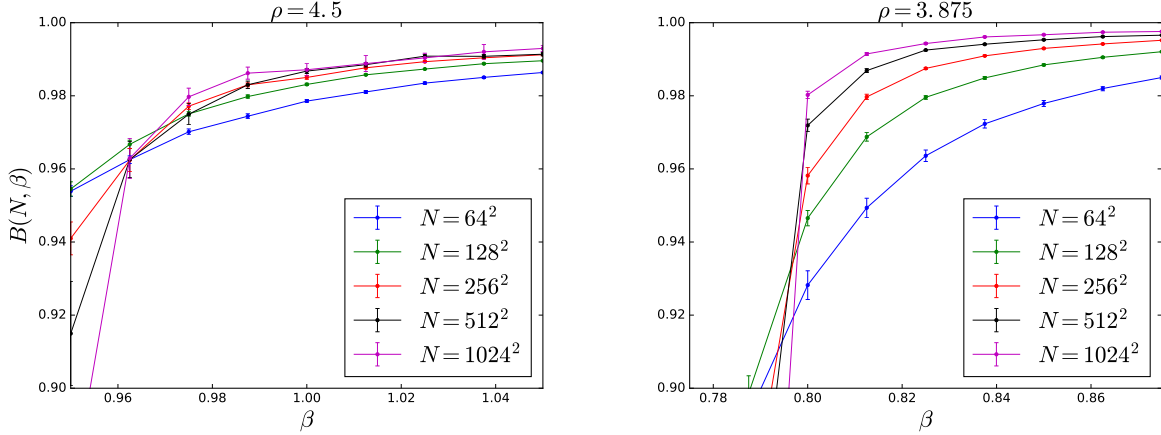 ρ = 4.5
B(N, β)
1.00
0.98
0.96
0.94
0.92
0.90
0.96 0.98 1.00 1.02 1.04
β
N = 64²
N = 128²
N = 256²
N = 512²
N = 1024²
ρ = 3.875
1.00
0.98
0.96
0.94
0.92
0.90
0.78 0.80 0.82 0.84 0.86
β
N = 64²
N = 128²
N = 256²
N = 512²
N = 1024²